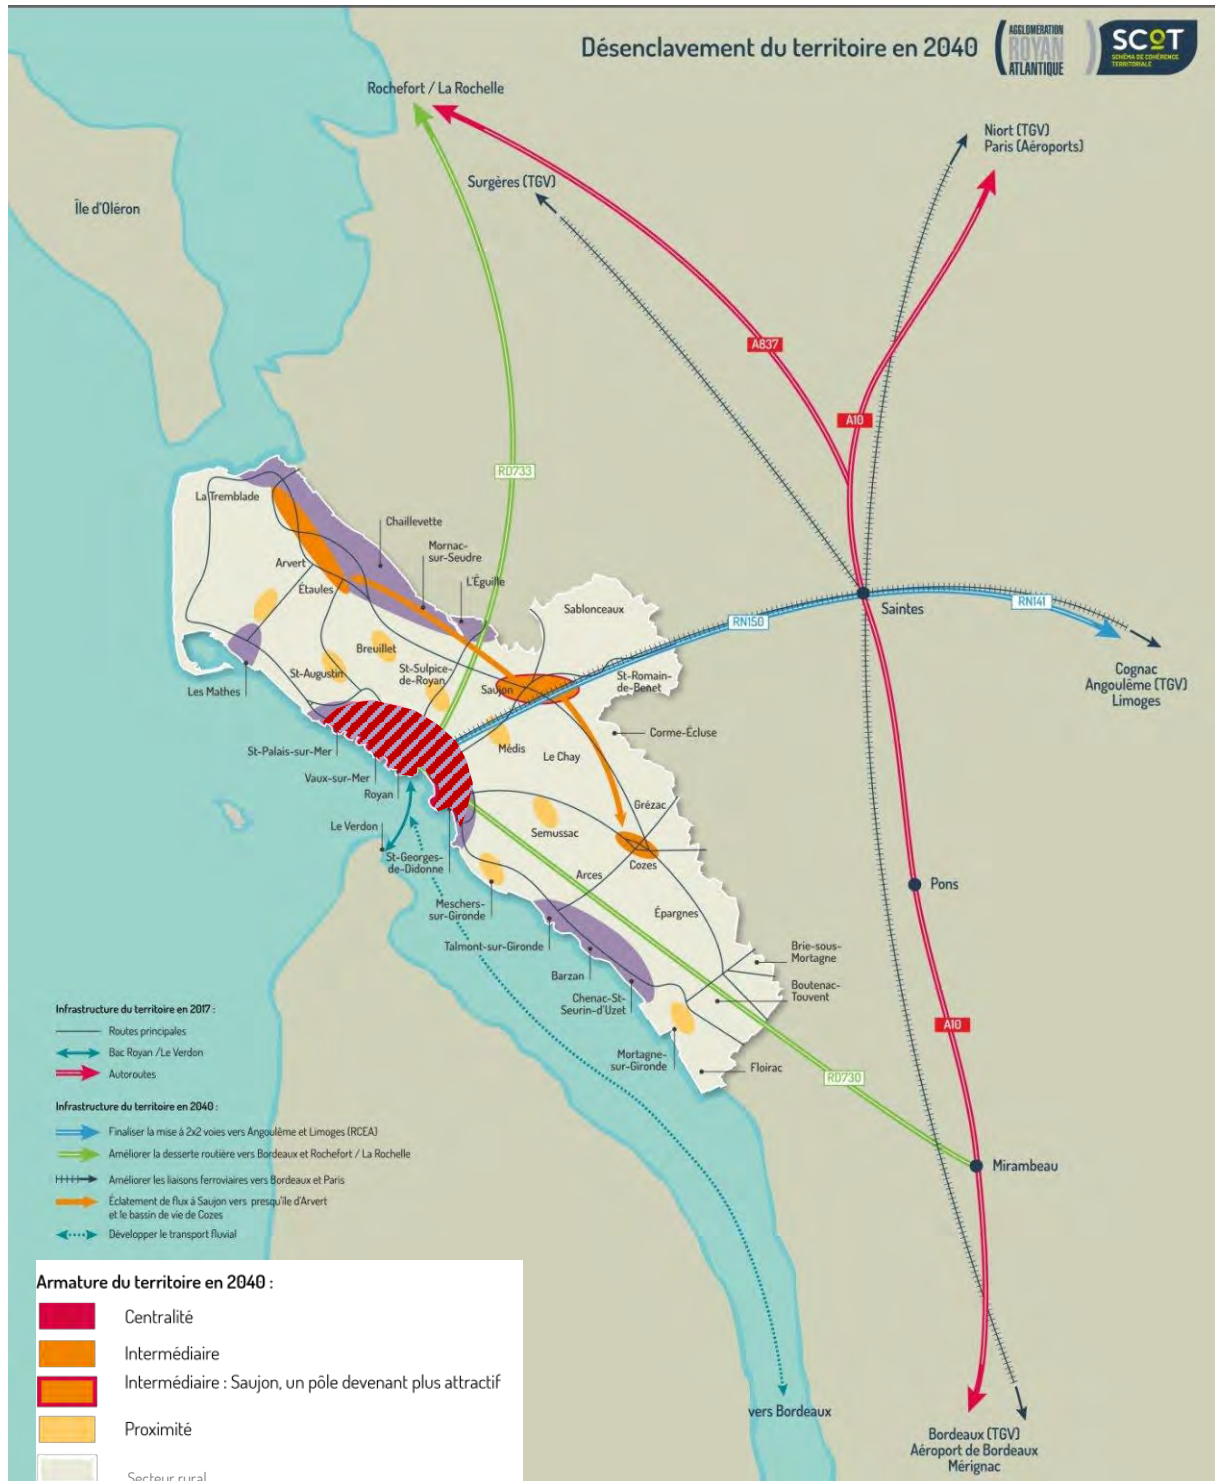 Désenclavement du territoire en 2040
AGGLOMÉRATION
ROYAN
ATLANTIQUE
SCOT
SCHÉMA DE COHÉRENCE
TERRITORIALE
Rochefort / La Rochelle
Niort (TGV)
Paris (Aéroports)
Surgères (TGV)
Île d'Oléron
A837
A10
RD733
La Tremblade
Chaillevette
Mornac-
sur-Seudre
L'Éguille
Arvert
Étaules
Sablonceaux
Saintes
RN141
RN150
Breuillet
St-Augustin
St-Sulpice-
de-Royan
Les Mathes
Saujon
St-Romain-
de-Benet
Cognac
Angoulême (TGV)
Limoges
Corme-Écluse
St-Palais-sur-Mer
Médis
Le Chay
Vaux-sur-Mer
Royan
Grézac
Le Verdon
Semussac
St-Georges-
de-Didonne
Cozes
Arces
Pons
Meschers-
sur-Gironde
Épargnes
Talmont-sur-Gironde
Brie-sous-
Mortagne
Barzan
Boutenac-
Touvent
Chenac-St-
Seurin-d'Uzet
A10
Mortagne-
sur-Gironde
Floirac
RD730
Mirambeau
Infrastructure du territoire en 2017 :
Routes principales
Bac Royan /Le Verdon
Autoroutes
Infrastructure du territoire en 2040 :
Finaliser la mise à 2x2 voies vers Angoulême et Limoges (RCEA)
Améliorer la desserte routière vers Bordeaux et Rochefort / La Rochelle
Améliorer les liaisons ferroviaires vers Bordeaux et Paris
Éclatement de flux à Saujon vers presqu'île d'Arvert
et le bassin de vie de Cozes
Développer le transport fluvial
Armature du territoire en 2040 :
Centralité
Intermédiaire
Intermédiaire : Saujon, un pôle devenant plus attractif
Proximité
Secteur rural
vers Bordeaux
Bordeaux (TGV)
Aéroport de Bordeaux
Mérignac